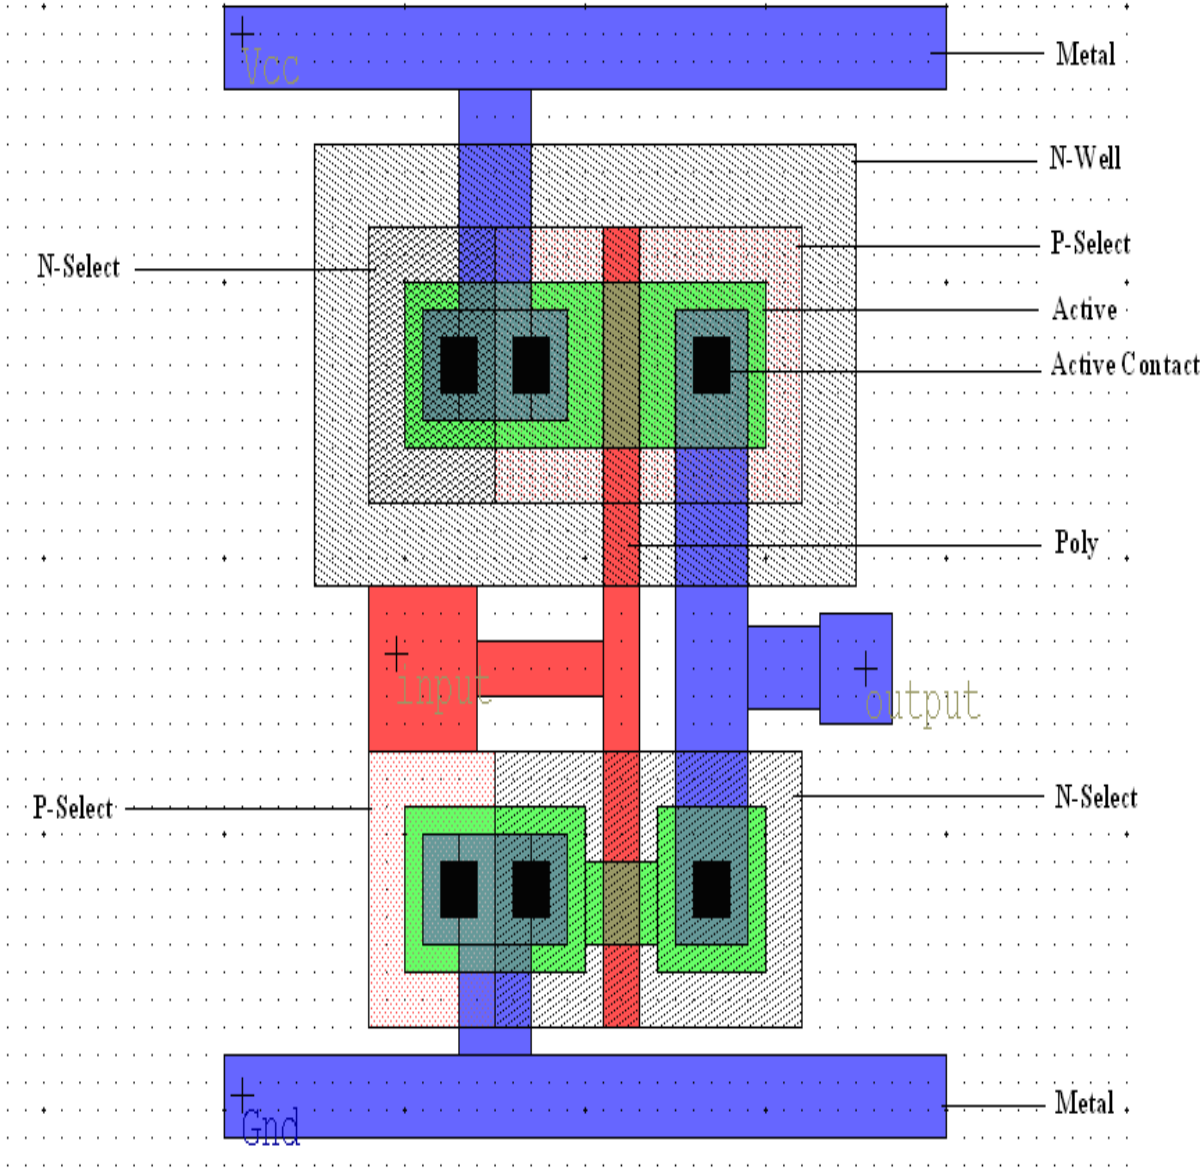 Vcc
Metal
N-Well
P-Select
N-Select
Active
Active Contact
Poly
input
output
P-Select
N-Select
Metal
Gnd